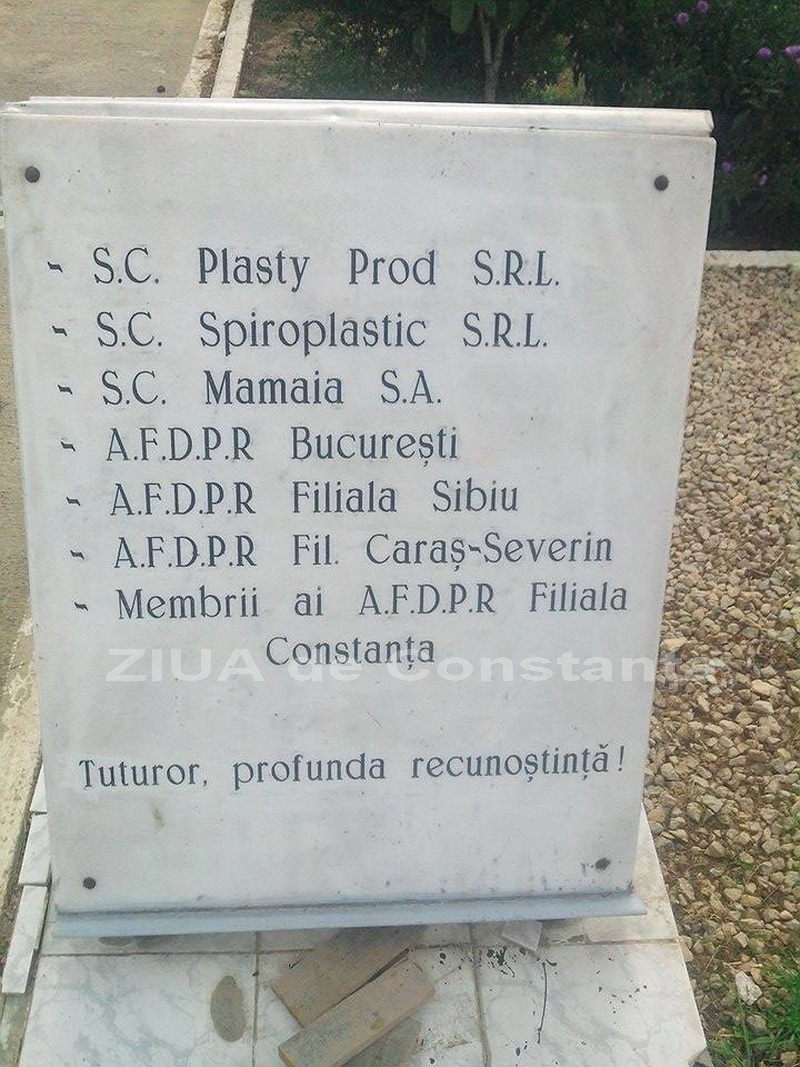 - S.C. Plasty Prod S.R.L.
- S.C. Spiroplastic S.R.L.
- S.C. Mamaia S.A.
- A.F.D.P.R București
- A.F.D.P.R Filiala Sibiu
- A.F.D.P.R Fil. Caraș-Severin
- Membrii ai A.F.D.P.R Filiala
Constanța
ZIUA de Constanta
Tuturor, profunda recunoștință!